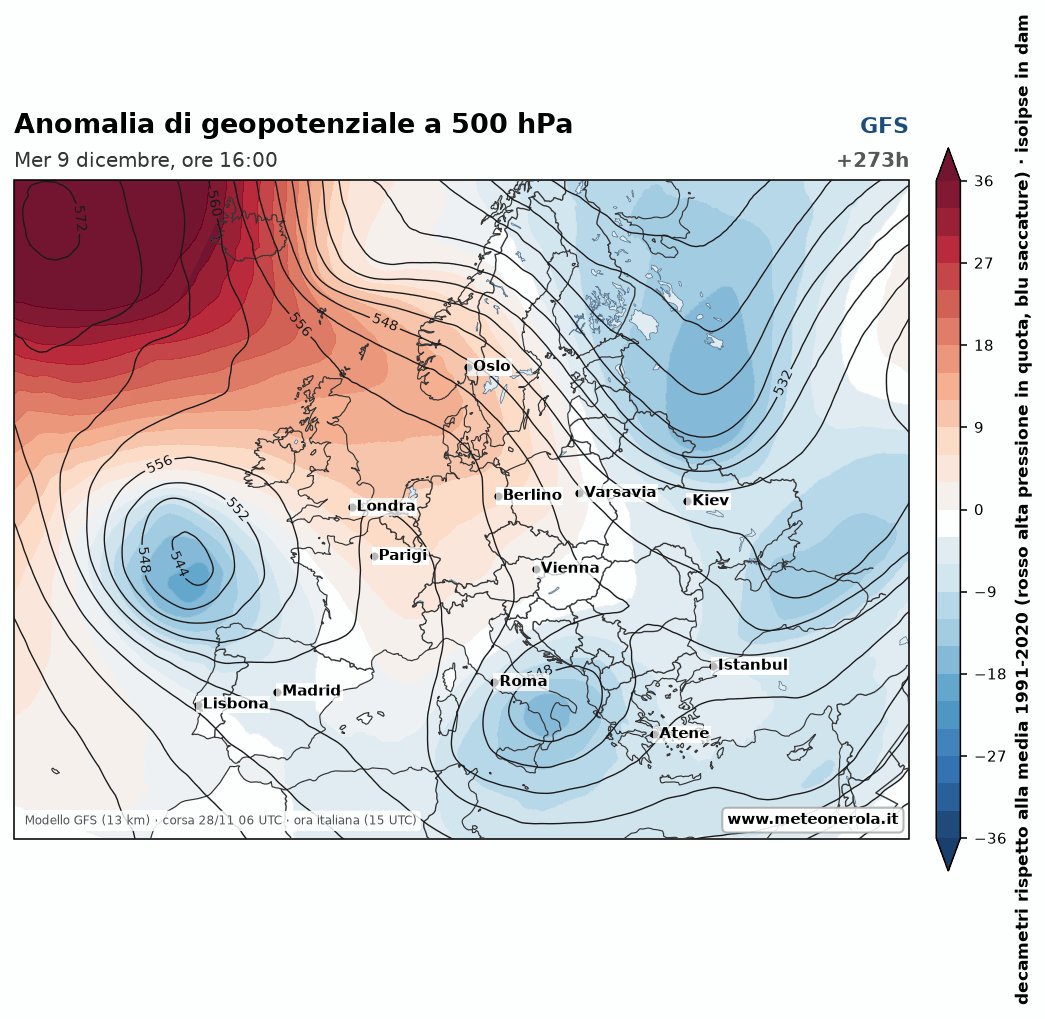 Anomalia di geopotenziale a 500 hPa
GFS
Mer 9 dicembre, ore 16:00
+273h
572
560
556
548
532
Oslo
556
552
548
544
Londra
Berlino
Varsavia
Kiev
Parigi
Vienna
548
Istanbul
Roma
Madrid
Lisbona
Atene
Modello GFS (13 km) · corsa 28/11 06 UTC · ora italiana (15 UTC)
www.meteonerola.it
36
27
18
9
0
−9
−18
−27
−36
decametri rispetto alla media 1991-2020 (rosso alta pressione in quota, blu saccature) · isoipse in dam